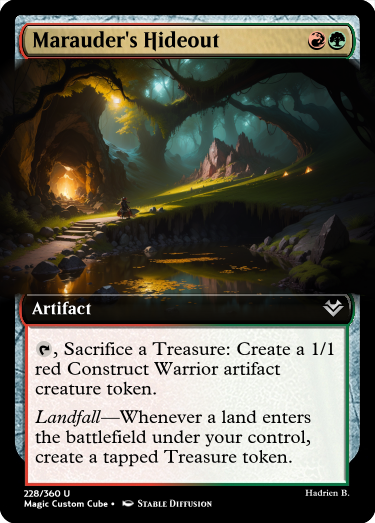 Marauder's Hideout
Artifact
, Sacrifice a Treasure: Create a 1/1
red Construct Warrior artifact
creature token.
Landfall—Whenever a land enters
the battlefield under your control,
create a tapped Treasure token.
228/360 U
Hadrien B.
Magic Custom Cube • Stable Diffusion